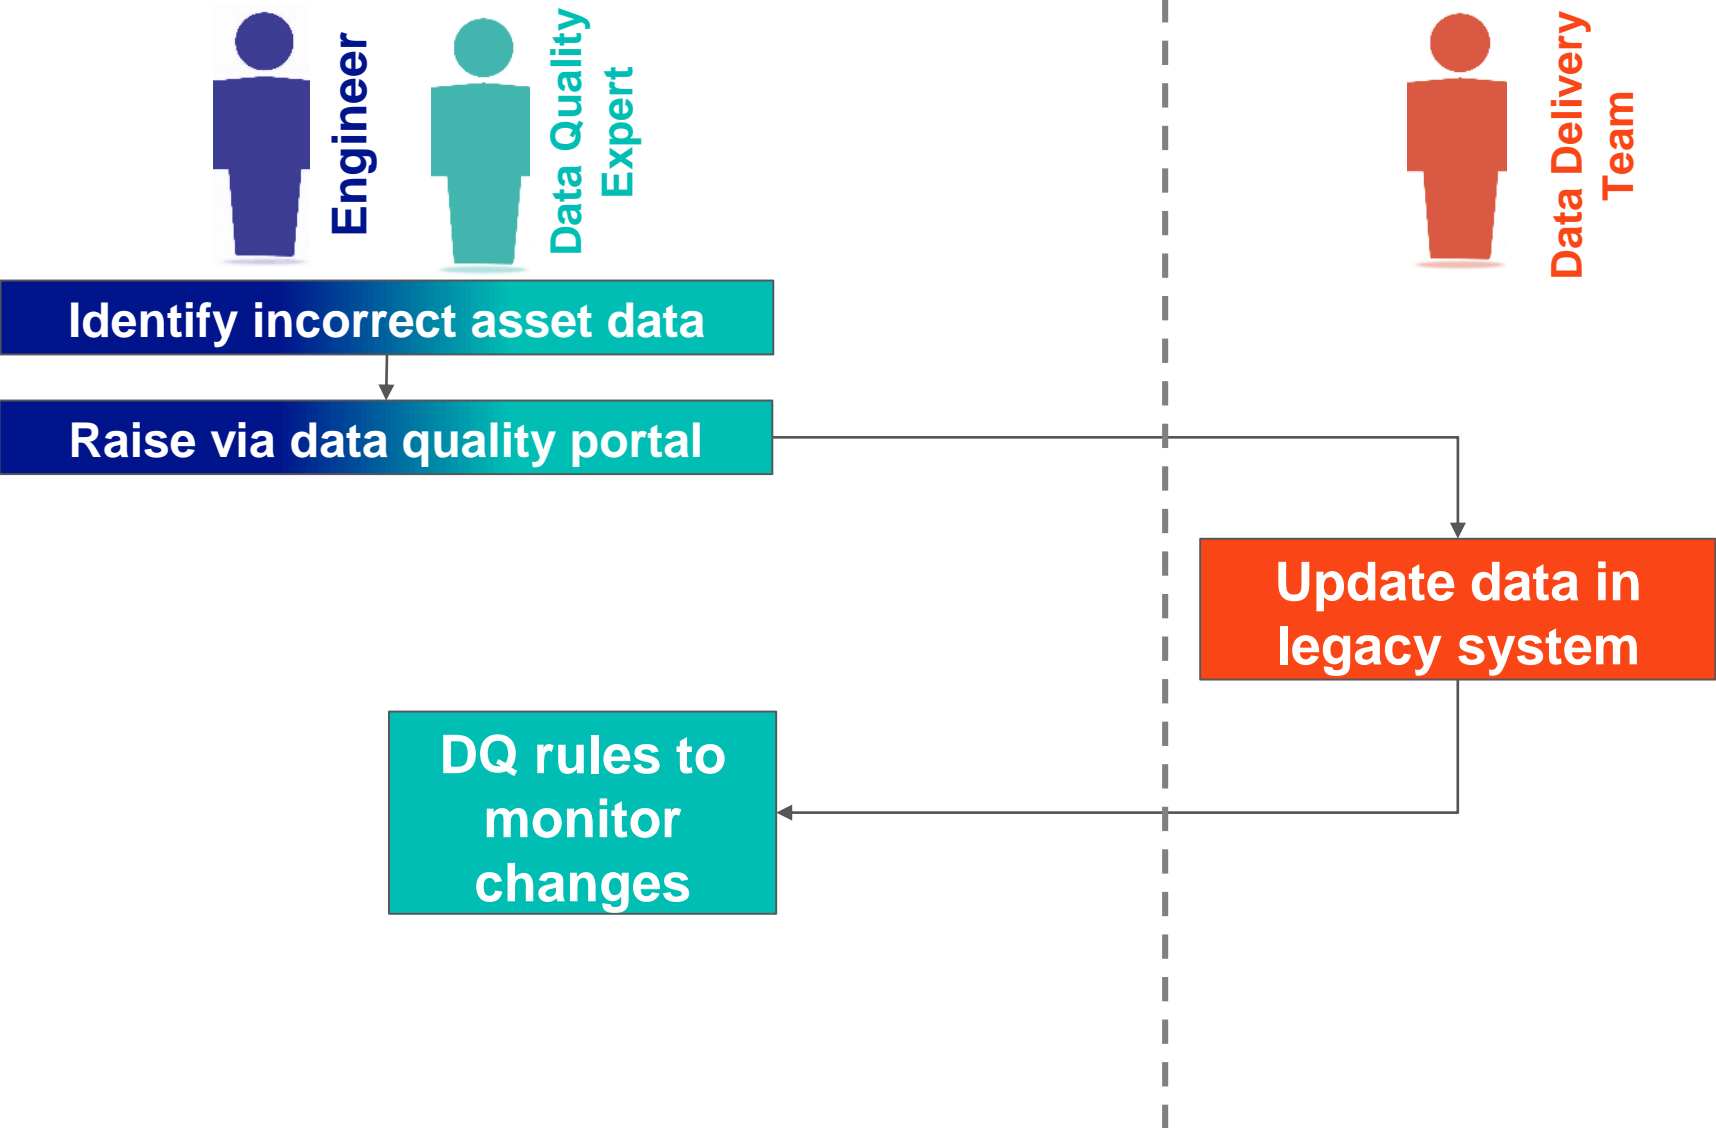 Engineer
Data Quality
Expert
Data Delivery
Team
Identify incorrect asset data
Raise via data quality portal
Update data in
legacy system
DQ rules to
monitor
changes